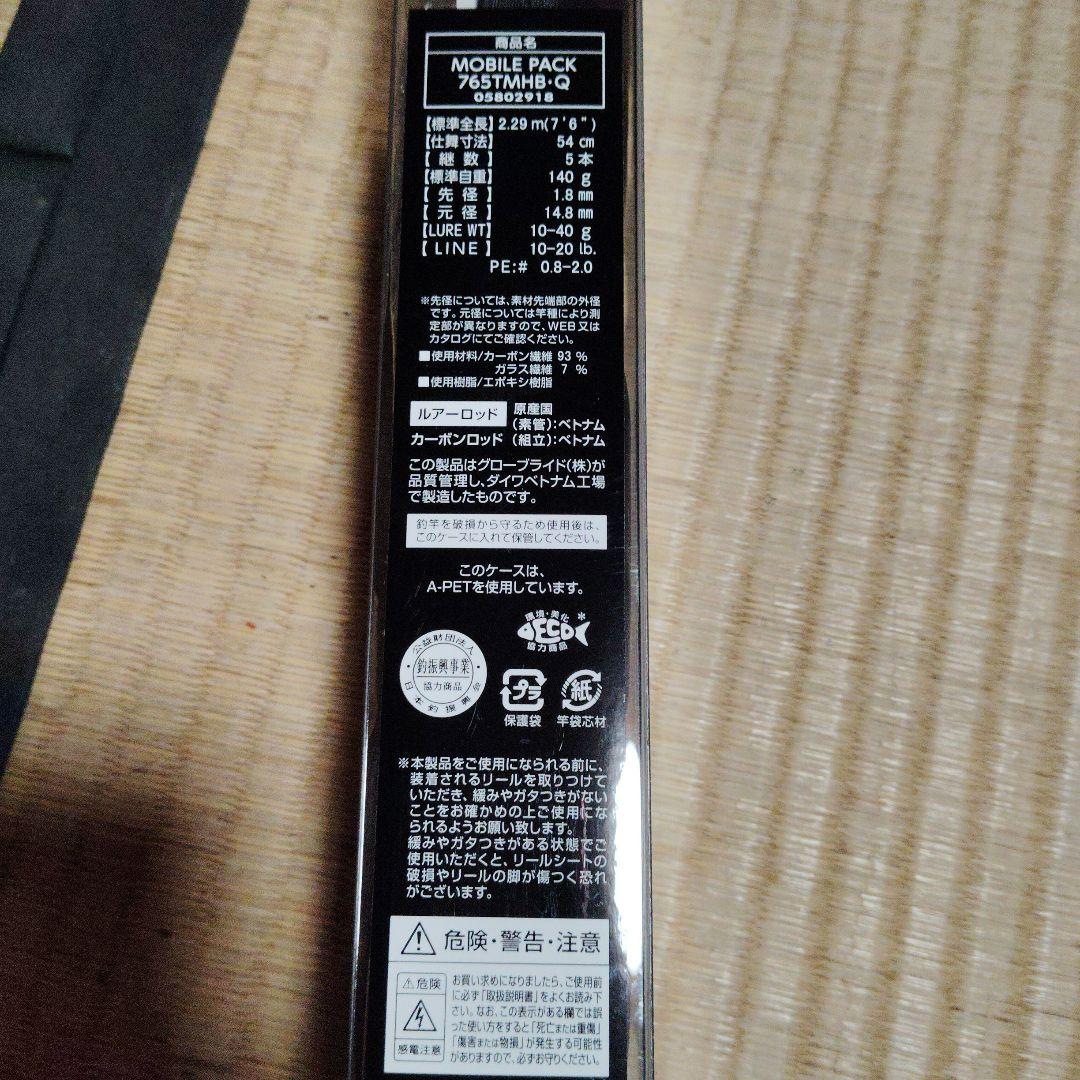 商品名
MOBILE PACK
765TMHB・Q
05802918
【標準全長】2.29 m(7'6")
【仕舞寸法】 54 cm
【継数】 5本
【標準自重】 140 g
【先径】 1.8 mm
【元径】 14.8 mm
【LURE WT】 10-40 g
【LINE】 10-20 lb.
PE:# 0.8-2.0
※先径については、素材先端部の外径
です。元径については竿種により測
定部が異なりますので、WEB又は
カタログにてご確認ください。
■使用材料/カーボン繊維 93 %
ガラス繊維 7 %
■使用樹脂/エポキシ樹脂
ルアーロッド 原産国
(素管):ベトナム
カーボンロッド (組立):ベトナム
この製品はグローブライド(株)が
品質管理し、ダイワベトナム工場
で製造したものです。
釣竿を破損から守るため使用後は、
このケースに入れて保管してください。
このケースは、
A-PETを使用しています。
環境・美化
ECO
協力商品
公益財団法人
釣振興事業
協力商品
日本釣振興会
プラ
保護袋
紙
竿袋芯材
※本製品をご使用になられる前に、
装着されるリールを取りつけて
いただき、緩みやガタつきがない
ことをお確かめの上ご使用にな
られるようお願い致します。
緩みやガタつきがある状態でご
使用いただくと、リールシートの
破損やリールの脚が傷つく恐れ
がございます。
危険・警告・注意
危険
感電注意
お買い求めになりましたら、ご使用前
に必ず「取扱説明書」をよくお読み下
さい。なお、この表示がある欄では誤
った使い方をすると「死亡または重傷」
「傷害または物損」が発生する可能性
がありますので、必ずお守りください。